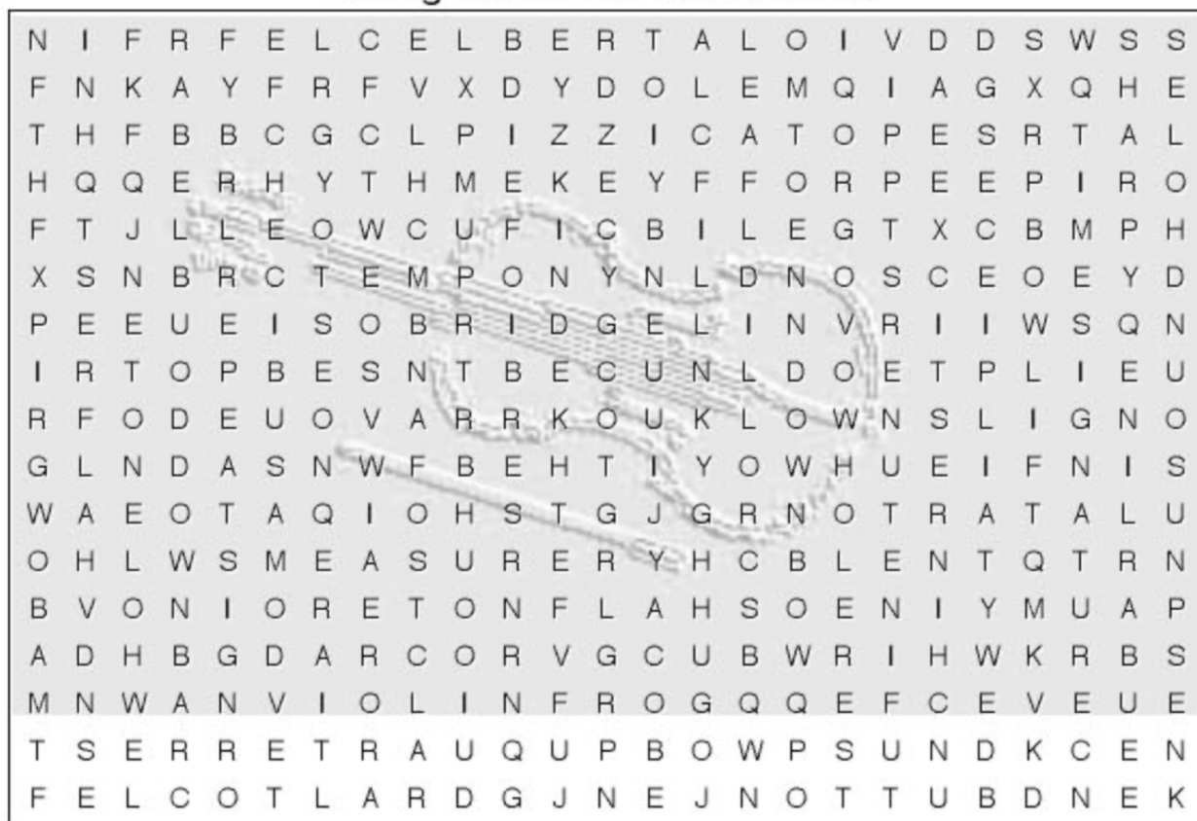 N I F R F E L C E L B E R T A L O I V D D S W S S
F N K A Y F R F V X D Y D O L E M Q I A G X Q H E
T H F B B C G C L P I Z Z I C A T O P E S R T A L
H Q Q E R H Y T H M E K E Y F F O R P E E P I R O
F T J L L E O W C U F I C B I L E G T X C B M P H
X S N B R C T E M P O N Y N L D N O S C E O E Y D
P E E U E I S O B R I D G E L I N V R I I W S Q N
I R T O P B E S N T B E C U N L D O E T P L I E U
R F O D E U O V A R R K O U K L O W N S L I G N O
G L N D A S N W F B E H T I Y O W H U E I F N I S
W A E O T A Q I O H S T G J G R N O T R A T A L U
O H L W S M E A S U R E R Y H C B L E N T Q T R N
B V O N I O R E T O N F L A H S O E N I Y M U A P
A D H B G D A R C O R V G C U B W R I H W K R B S
M N W A N V I O L I N F R O G Q Q E F C E V E U E
T S E R R E T R A U Q U P B O W P S U N D K C E N
F E L C O T L A R D G J N E J N O T T U B D N E K